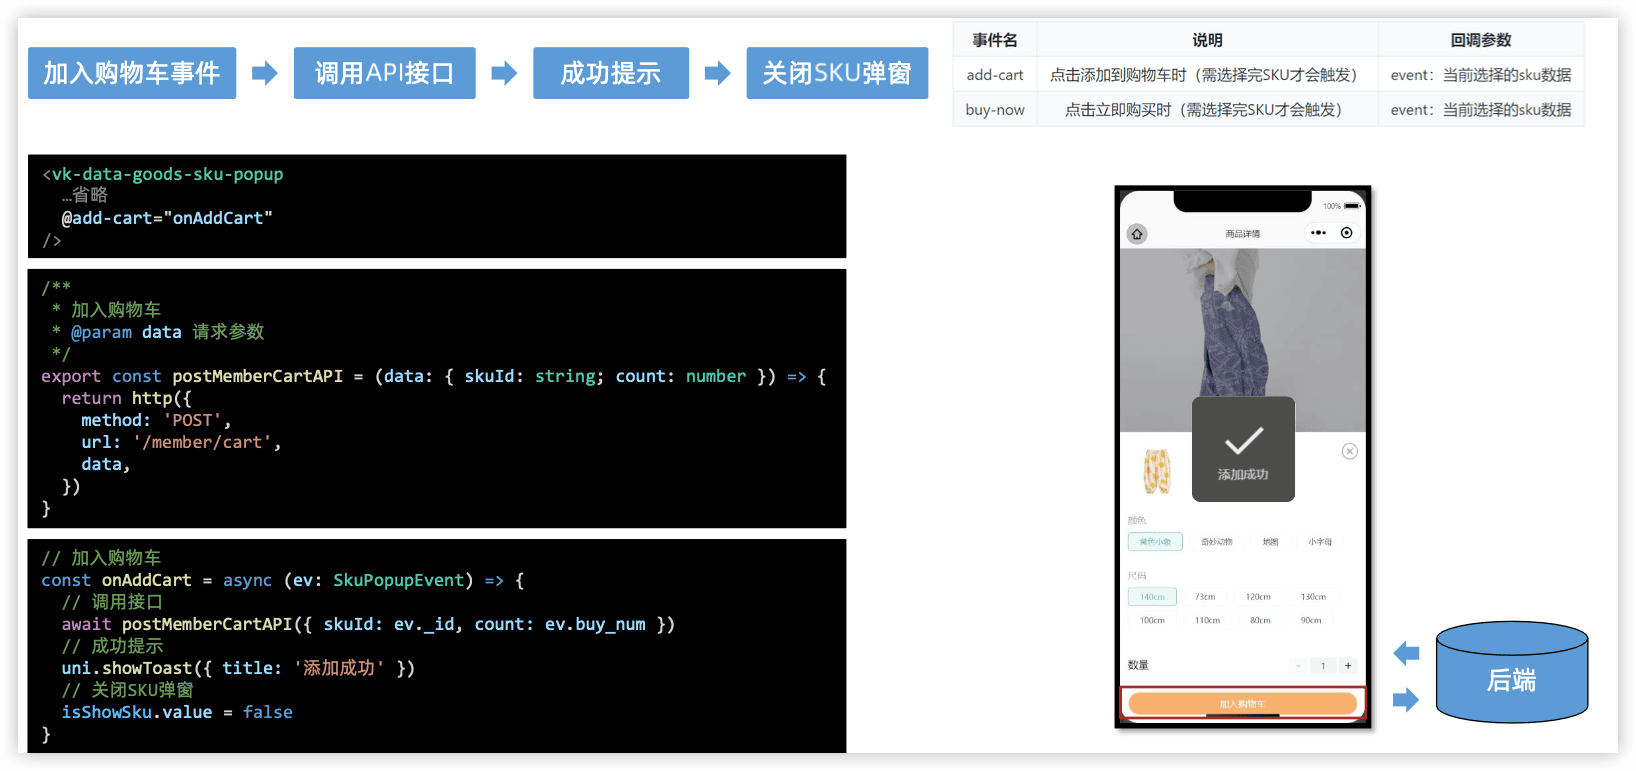 加入购物车事件
调用API接口
成功提示
关闭SKU弹窗
事件名 说明 回调参数
add-cart 点击添加到购物车时（需选择完SKU才会触发） event：当前选择的sku数据
buy-now 点击立即购买时（需选择完SKU才会触发） event：当前选择的sku数据
<vk-data-goods-sku-popup
…省略
@add-cart="onAddCart"
/>
/**
* 加入购物车
* @param data 请求参数
*/
export const postMemberCartAPI = (data: { skuId: string; count: number }) => {
return http({
method: 'POST',
url: '/member/cart',
data,
})
}
// 加入购物车
const onAddCart = async (ev: SkuPopupEvent) => {
// 调用接口
await postMemberCartAPI({ skuId: ev._id, count: ev.buy_num })
// 成功提示
uni.showToast({ title: '添加成功' })
// 关闭SKU弹窗
isShowSku.value = false
}
100%
商品详情
添加成功
颜色
黄色小象 奇妙动物 地图 小字母
尺码
140cm 73cm 120cm 130cm
100cm 110cm 80cm 90cm
数量 - 1 +
加入购物车
后端